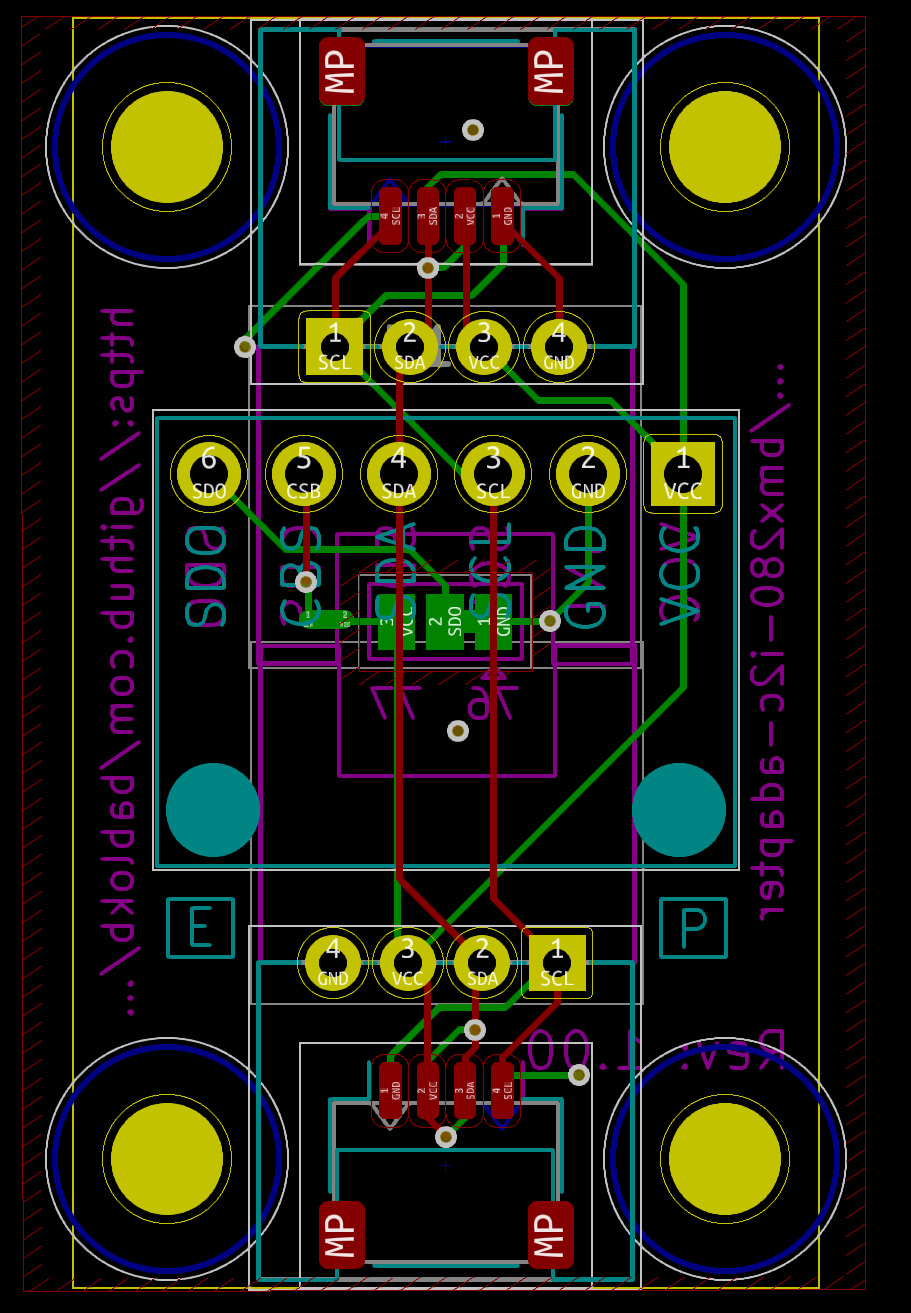 MP
MP
4 SCL
3 SDA
2 VCC
1 GND
1 SCL
2 SDA
3 VCC
4 GND
https://github.com/bablokb/...
.../bmx280-i2c-adapter
6 SDO
5 CSB
4 SDA
3 SCL
2 GND
1 VCC
SDO
CBS
SDA
SCL
GND
VCC
1
2
3 VCC
2 SDO
1 GND
77
76
E
P
4 GND
3 VCC
2 SDA
1 SCL
Rev. 1.00
1 GND
2 VCC
3 SDA
4 SCL
MP
MP